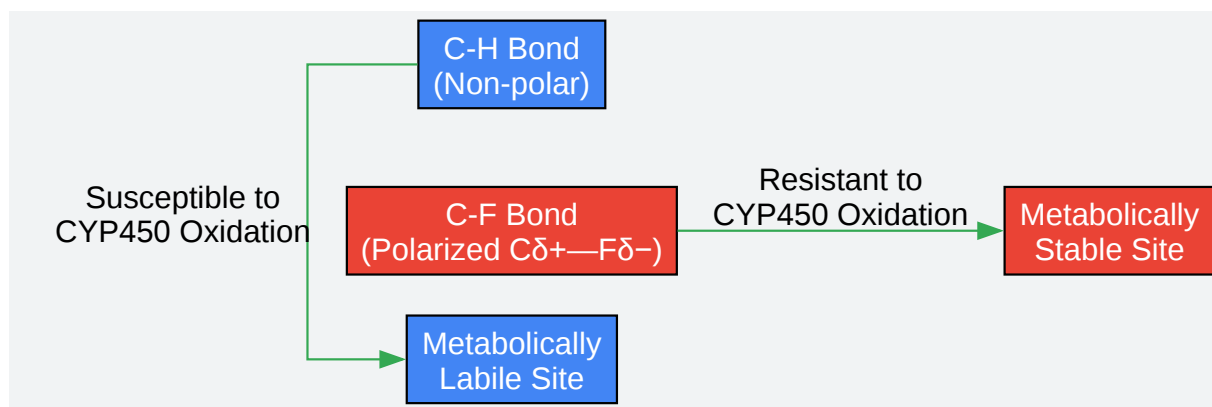 C-H Bond
(Non-polar)
Susceptible to
CYP450 Oxidation
C-F Bond
(Polarized Cδ+—Fδ−)
Resistant to
CYP450 Oxidation
Metabolically
Stable Site
Metabolically
Labile Site